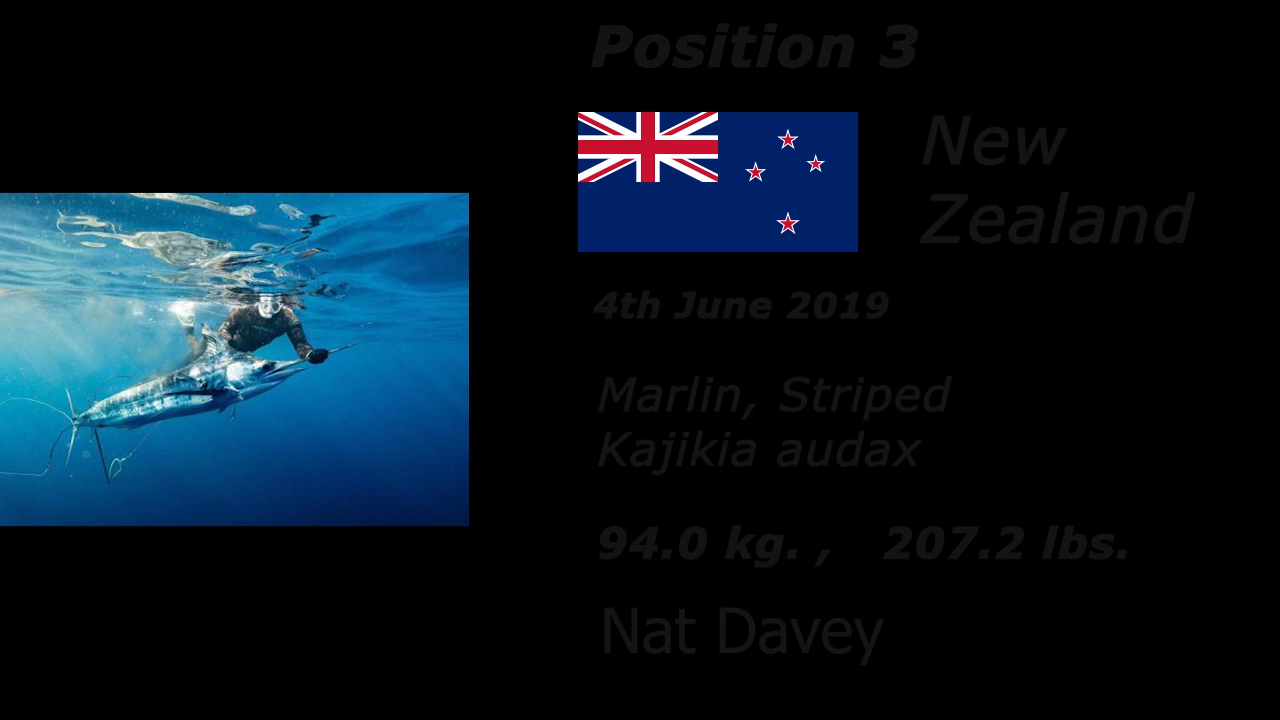 Position 3
New
Zealand
4th June 2019
Marlin, Striped
Kajikia audax
94.0 kg. , 207.2 lbs.
Nat Davey